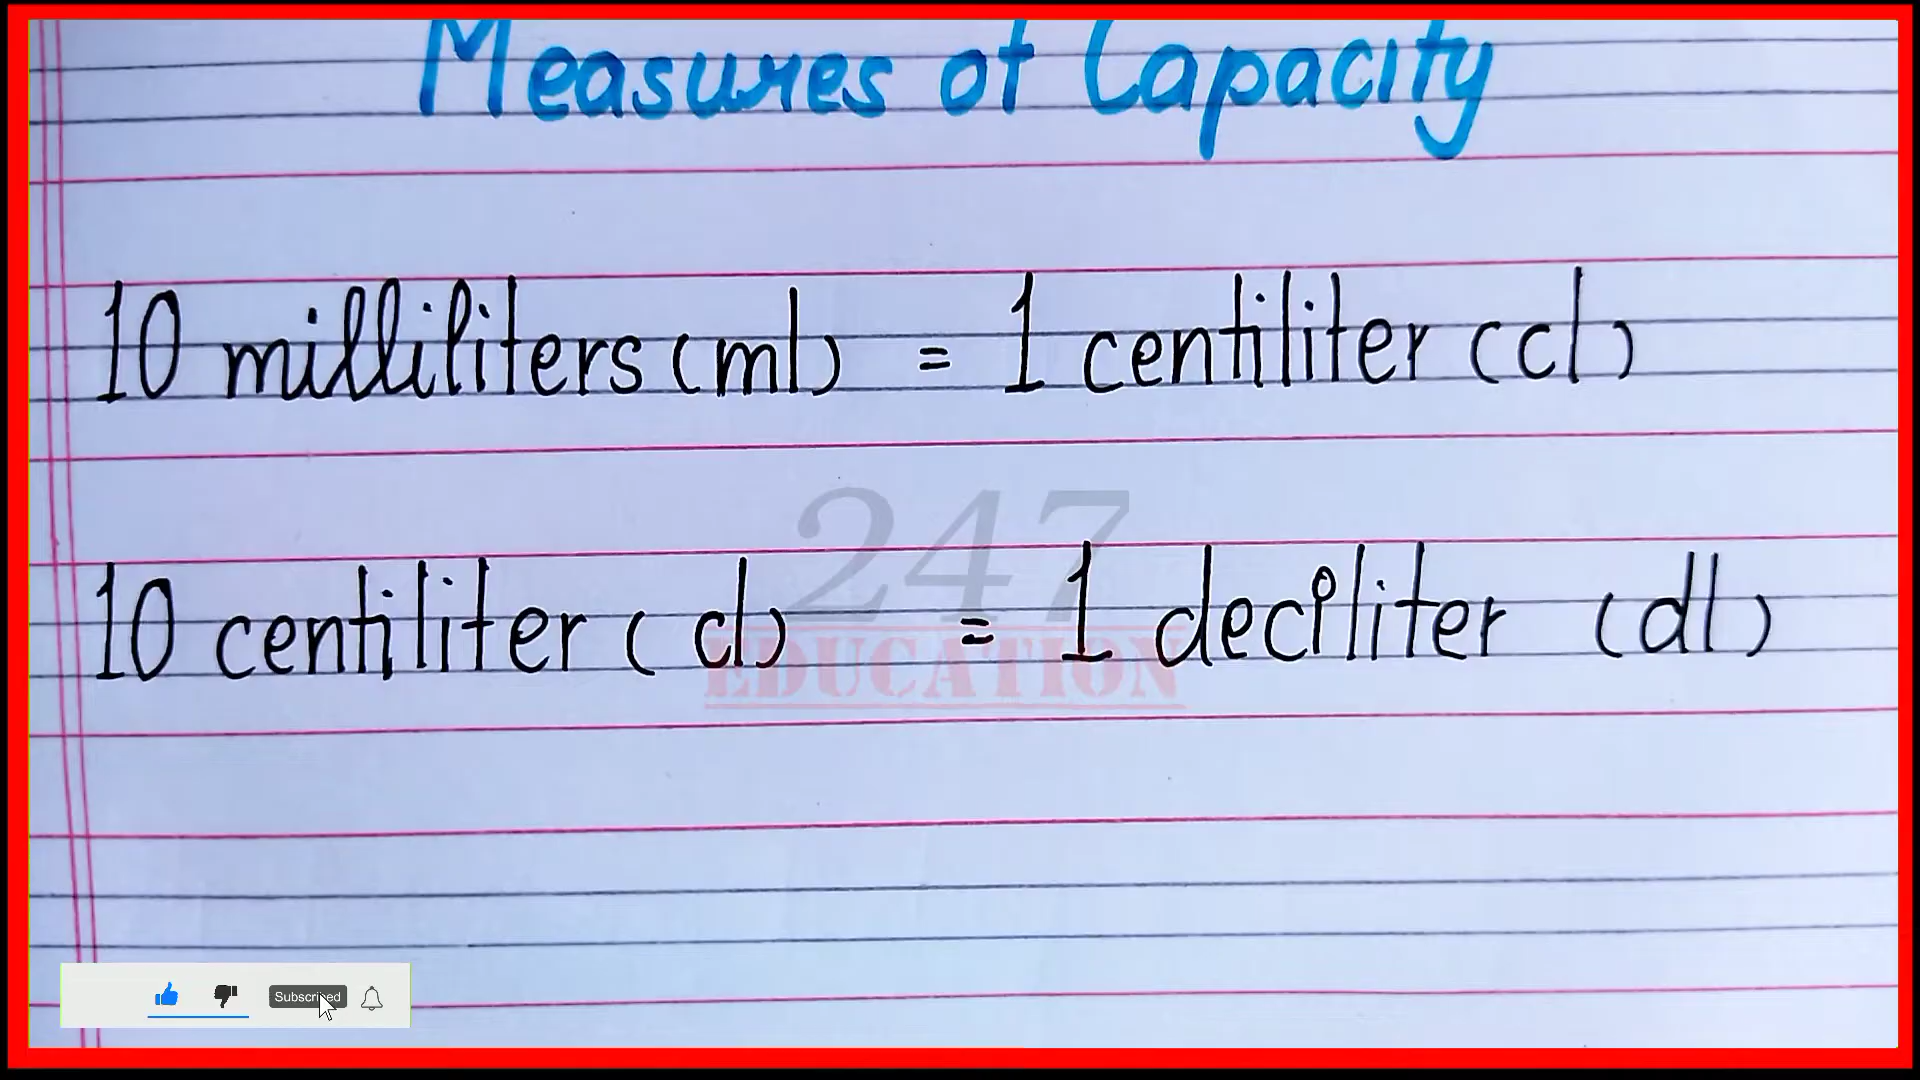 Measures of Capacity
10 milliliters (ml) = 1 centiliter (cl)
247
10 centiliter (cl) = 1 deciliter (dl)
EDUCATION
Subscribed